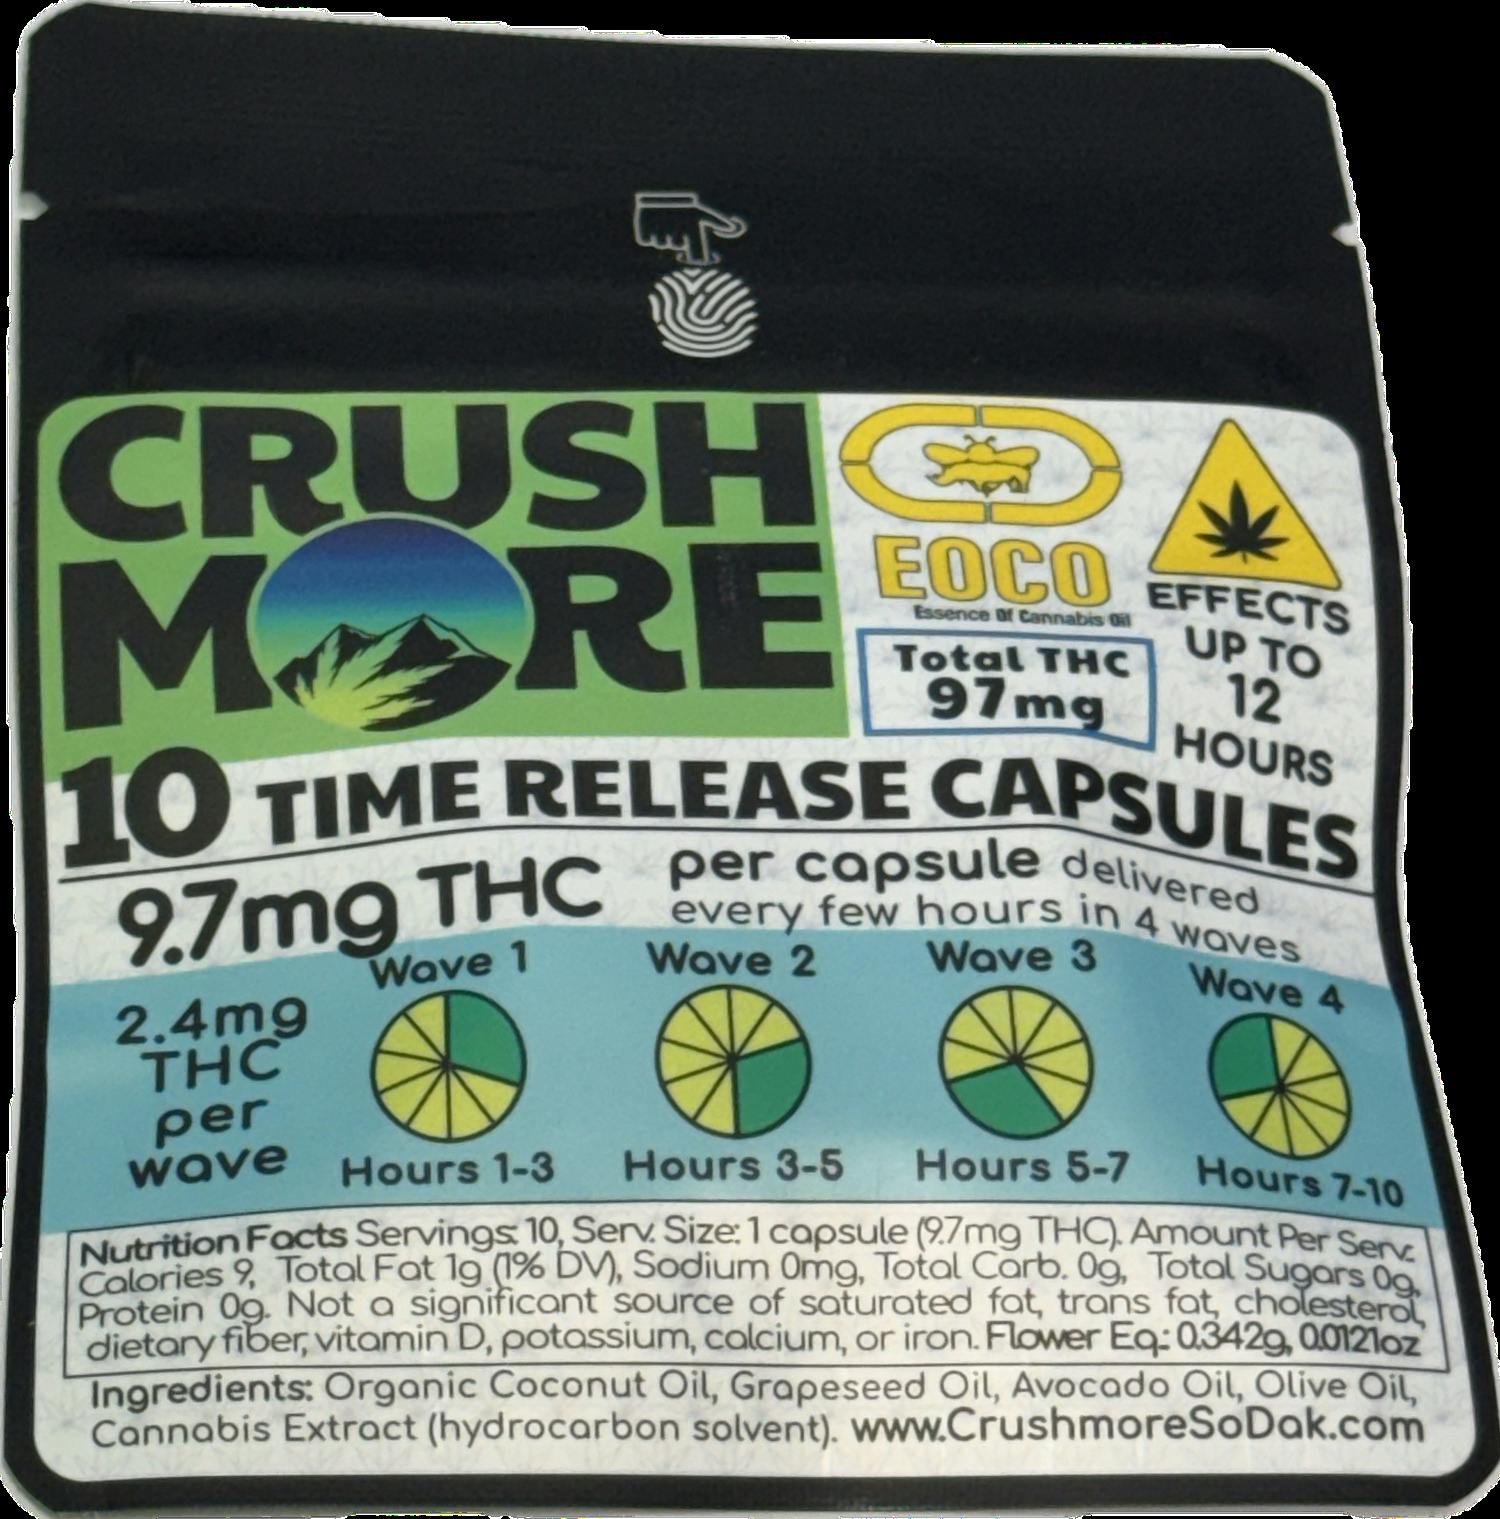 CRUSH
MORE
EOCO
Essence Of Cannabis Oil
Total THC
97mg
EFFECTS
UP TO
12
HOURS
10 TIME RELEASE CAPSULES
9.7mg THC
per capsule delivered
every few hours in 4 waves
2.4mg
THC
per
wave
Wave 1
Hours 1-3
Wave 2
Hours 3-5
Wave 3
Hours 5-7
Wave 4
Hours 7-10
Nutrition Facts Servings: 10, Serv. Size: 1 capsule (9.7mg THC). Amount Per Serv.:
Calories 9, Total Fat 1g (1% DV), Sodium 0mg, Total Carb. 0g, Total Sugars 0g,
Protein 0g. Not a significant source of saturated fat, trans fat, cholesterol,
dietary fiber, vitamin D, potassium, calcium, or iron. Flower Eq.: 0.342g, 0.0121oz
Ingredients: Organic Coconut Oil, Grapeseed Oil, Avocado Oil, Olive Oil,
Cannabis Extract (hydrocarbon solvent). www.CrushmoreSoDak.com